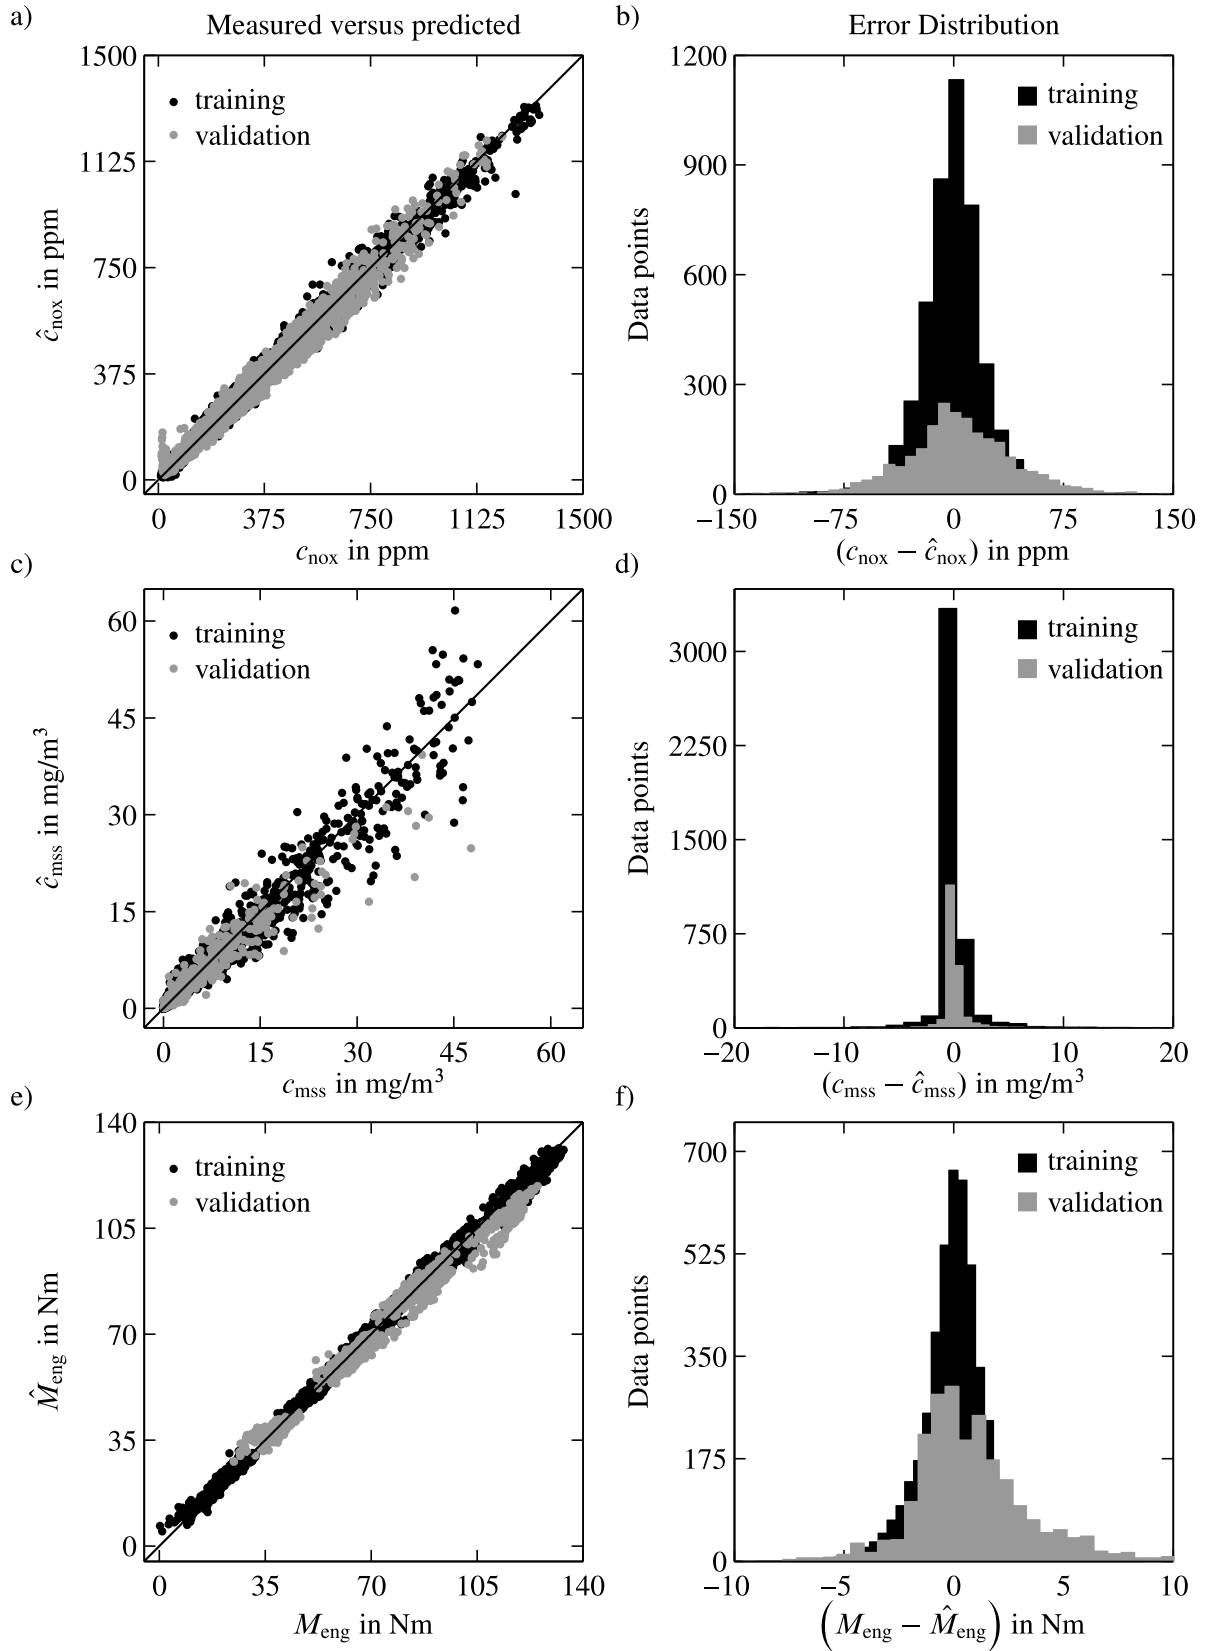 a) Measured versus predicted
1500
1125
750
375
0
ĉnox in ppm
training
validation
0 375 750 1125 1500
cnox in ppm
b) Error Distribution
1200
900
600
300
0
Data points
training
validation
−150 −75 0 75 150
(cnox − ĉnox) in ppm
c)
60
45
30
15
0
ĉmss in mg/m³
training
validation
0 15 30 45 60
cmss in mg/m³
d)
3000
2250
1500
750
0
Data points
training
validation
−20 −10 0 10 20
(cmss − ĉmss) in mg/m³
e)
140
105
70
35
0
M̂eng in Nm
training
validation
0 35 70 105 140
Meng in Nm
f)
700
525
350
175
0
Data points
training
validation
−10 −5 0 5 10
(Meng − M̂eng) in Nm